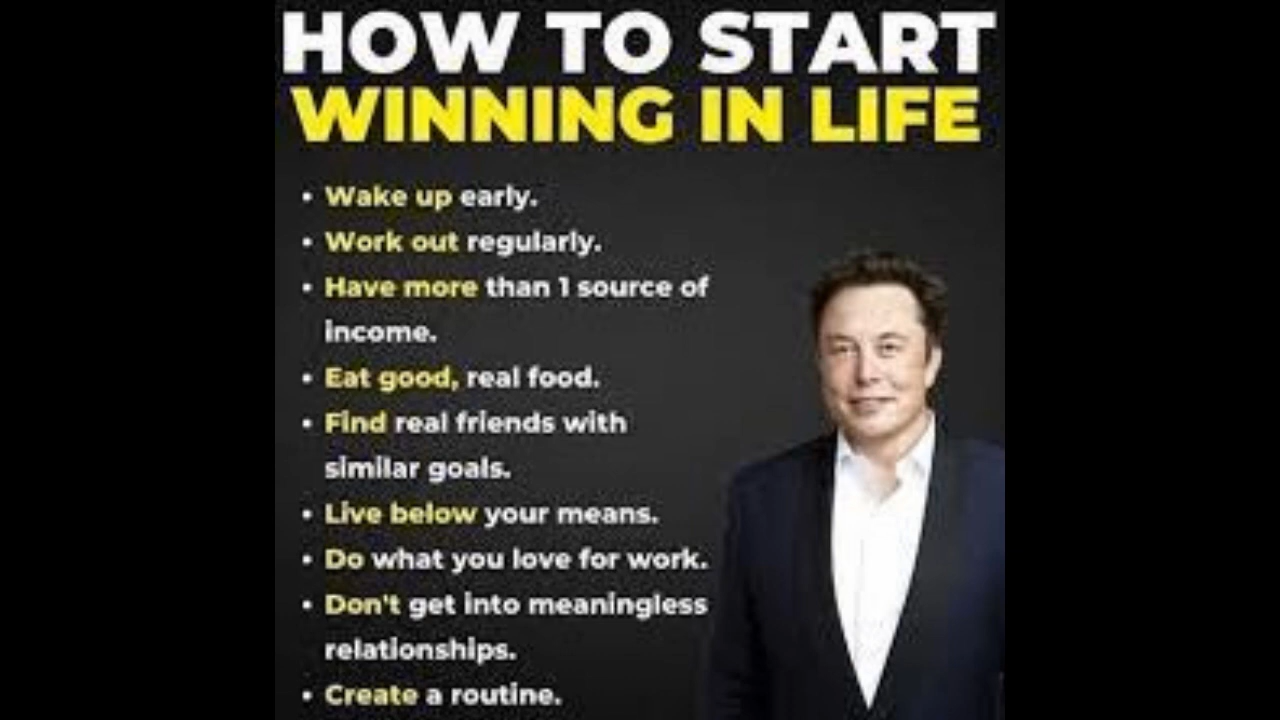 HOW TO START
WINNING IN LIFE
• Wake up early.
• Work out regularly.
• Have more than 1 source of
income.
• Eat good, real food.
• Find real friends with
similar goals.
• Live below your means.
• Do what you love for work.
• Don't get into meaningless
relationships.
• Create a routine.